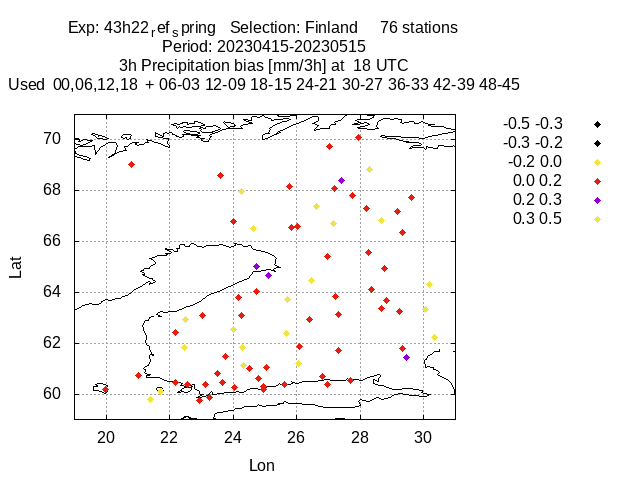 Exp: 43h22refspring Selection: Finland 76 stations
Period: 20230415-20230515
3h Precipitation bias [mm/3h] at 18 UTC
Used 00,06,12,18 + 06-03 12-09 18-15 24-21 30-27 36-33 42-39 48-45
-0.5 -0.3
-0.3 -0.2
-0.2 0.0
0.0 0.2
0.2 0.3
0.3 0.5
70
68
66
64
62
60
Lat
20 22 24 26 28 30
Lon